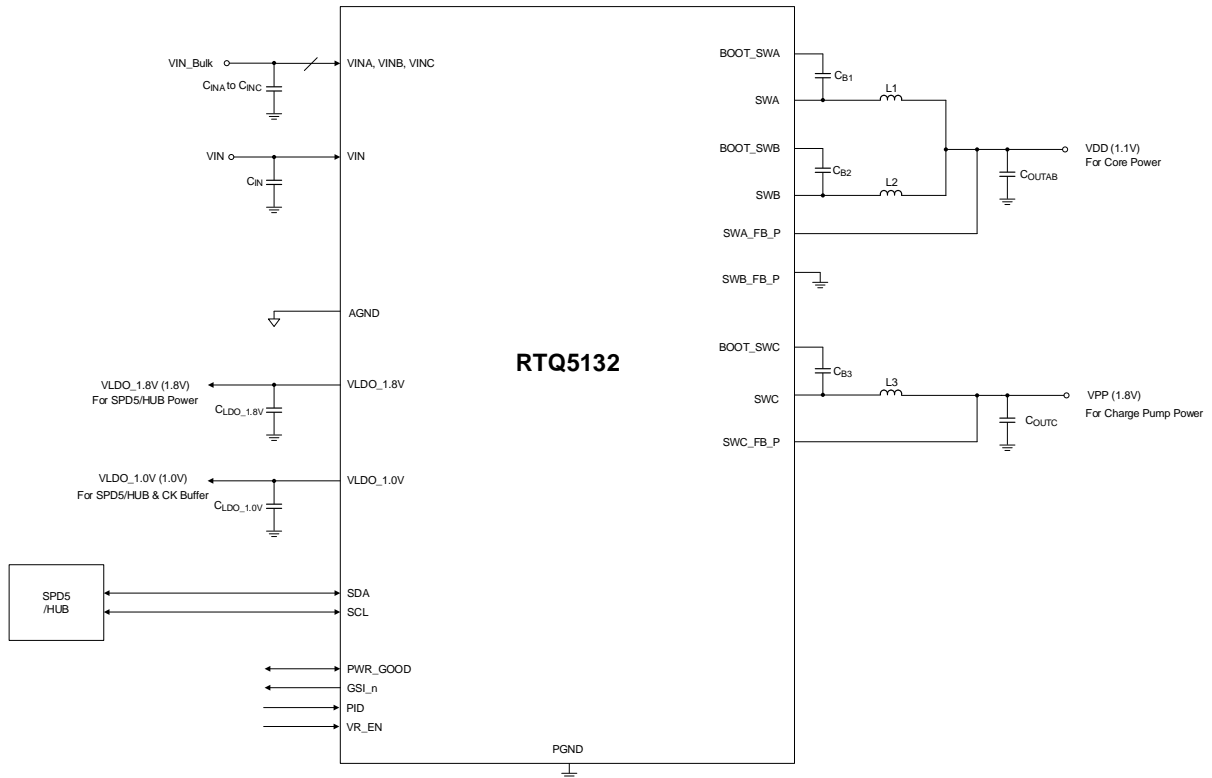 VIN_Bulk
CINA to CINC
VINA, VINB, VINC
VIN
CIN
VIN
AGND
VLDO_1.8V (1.8V)
For SPD5/HUB Power
CLDO_1.8V
VLDO_1.8V
VLDO_1.0V (1.0V)
For SPD5/HUB & CK Buffer
CLDO_1.0V
VLDO_1.0V
SPD5
/HUB
SDA
SCL
PWR_GOOD
GSI_n
PID
VR_EN
RTQ5132
PGND
BOOT_SWA
CB1
SWA
L1
BOOT_SWB
CB2
SWB
L2
VDD (1.1V)
For Core Power
COUTAB
SWA_FB_P
SWB_FB_P
BOOT_SWC
CB3
SWC
L3
VPP (1.8V)
For Charge Pump Power
COUTC
SWC_FB_P